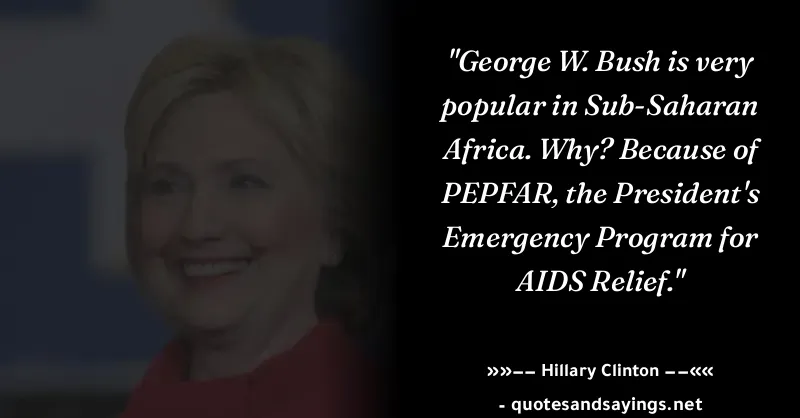 "George W. Bush is very
popular in Sub-Saharan
Africa. Why? Because of
PEPFAR, the President's
Emergency Program for
AIDS Relief."
»»−− Hillary Clinton −−««
- quotesandsayings.net